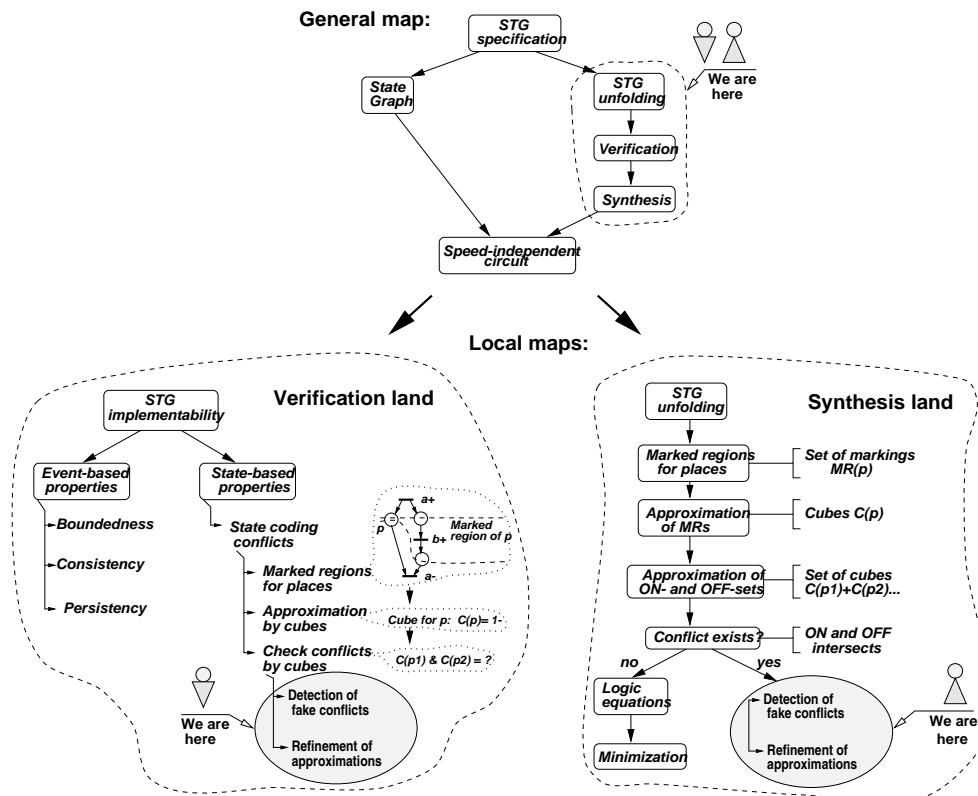 General map:
STG
specification
State
Graph
STG
unfolding
Verification
Synthesis
We are
here
Speed-independent
circuit
Local maps:
Verification land
STG
implementability
Event-based
properties
State-based
properties
Boundedness
Consistency
Persistency
State coding
conflicts
Marked regions
for places
Approximation
by cubes
Check conflicts
by cubes
Detection of
fake conflicts
Refinement of
approximations
We are
here
a+
p
b+
a-
Marked
region of p
Cube for p: C(p)= 1-
C(p1) & C(p2) = ?
Synthesis land
STG
unfolding
Marked regions
for places
Set of markings
MR(p)
Approximation
of MRs
Cubes C(p)
Approximation of
ON- and OFF-sets
Set of cubes
C(p1)+C(p2)...
Conflict exists?
ON and OFF
intersects
no
yes
Logic
equations
Minimization
Detection of
fake conflicts
Refinement of
approximations
We are
here